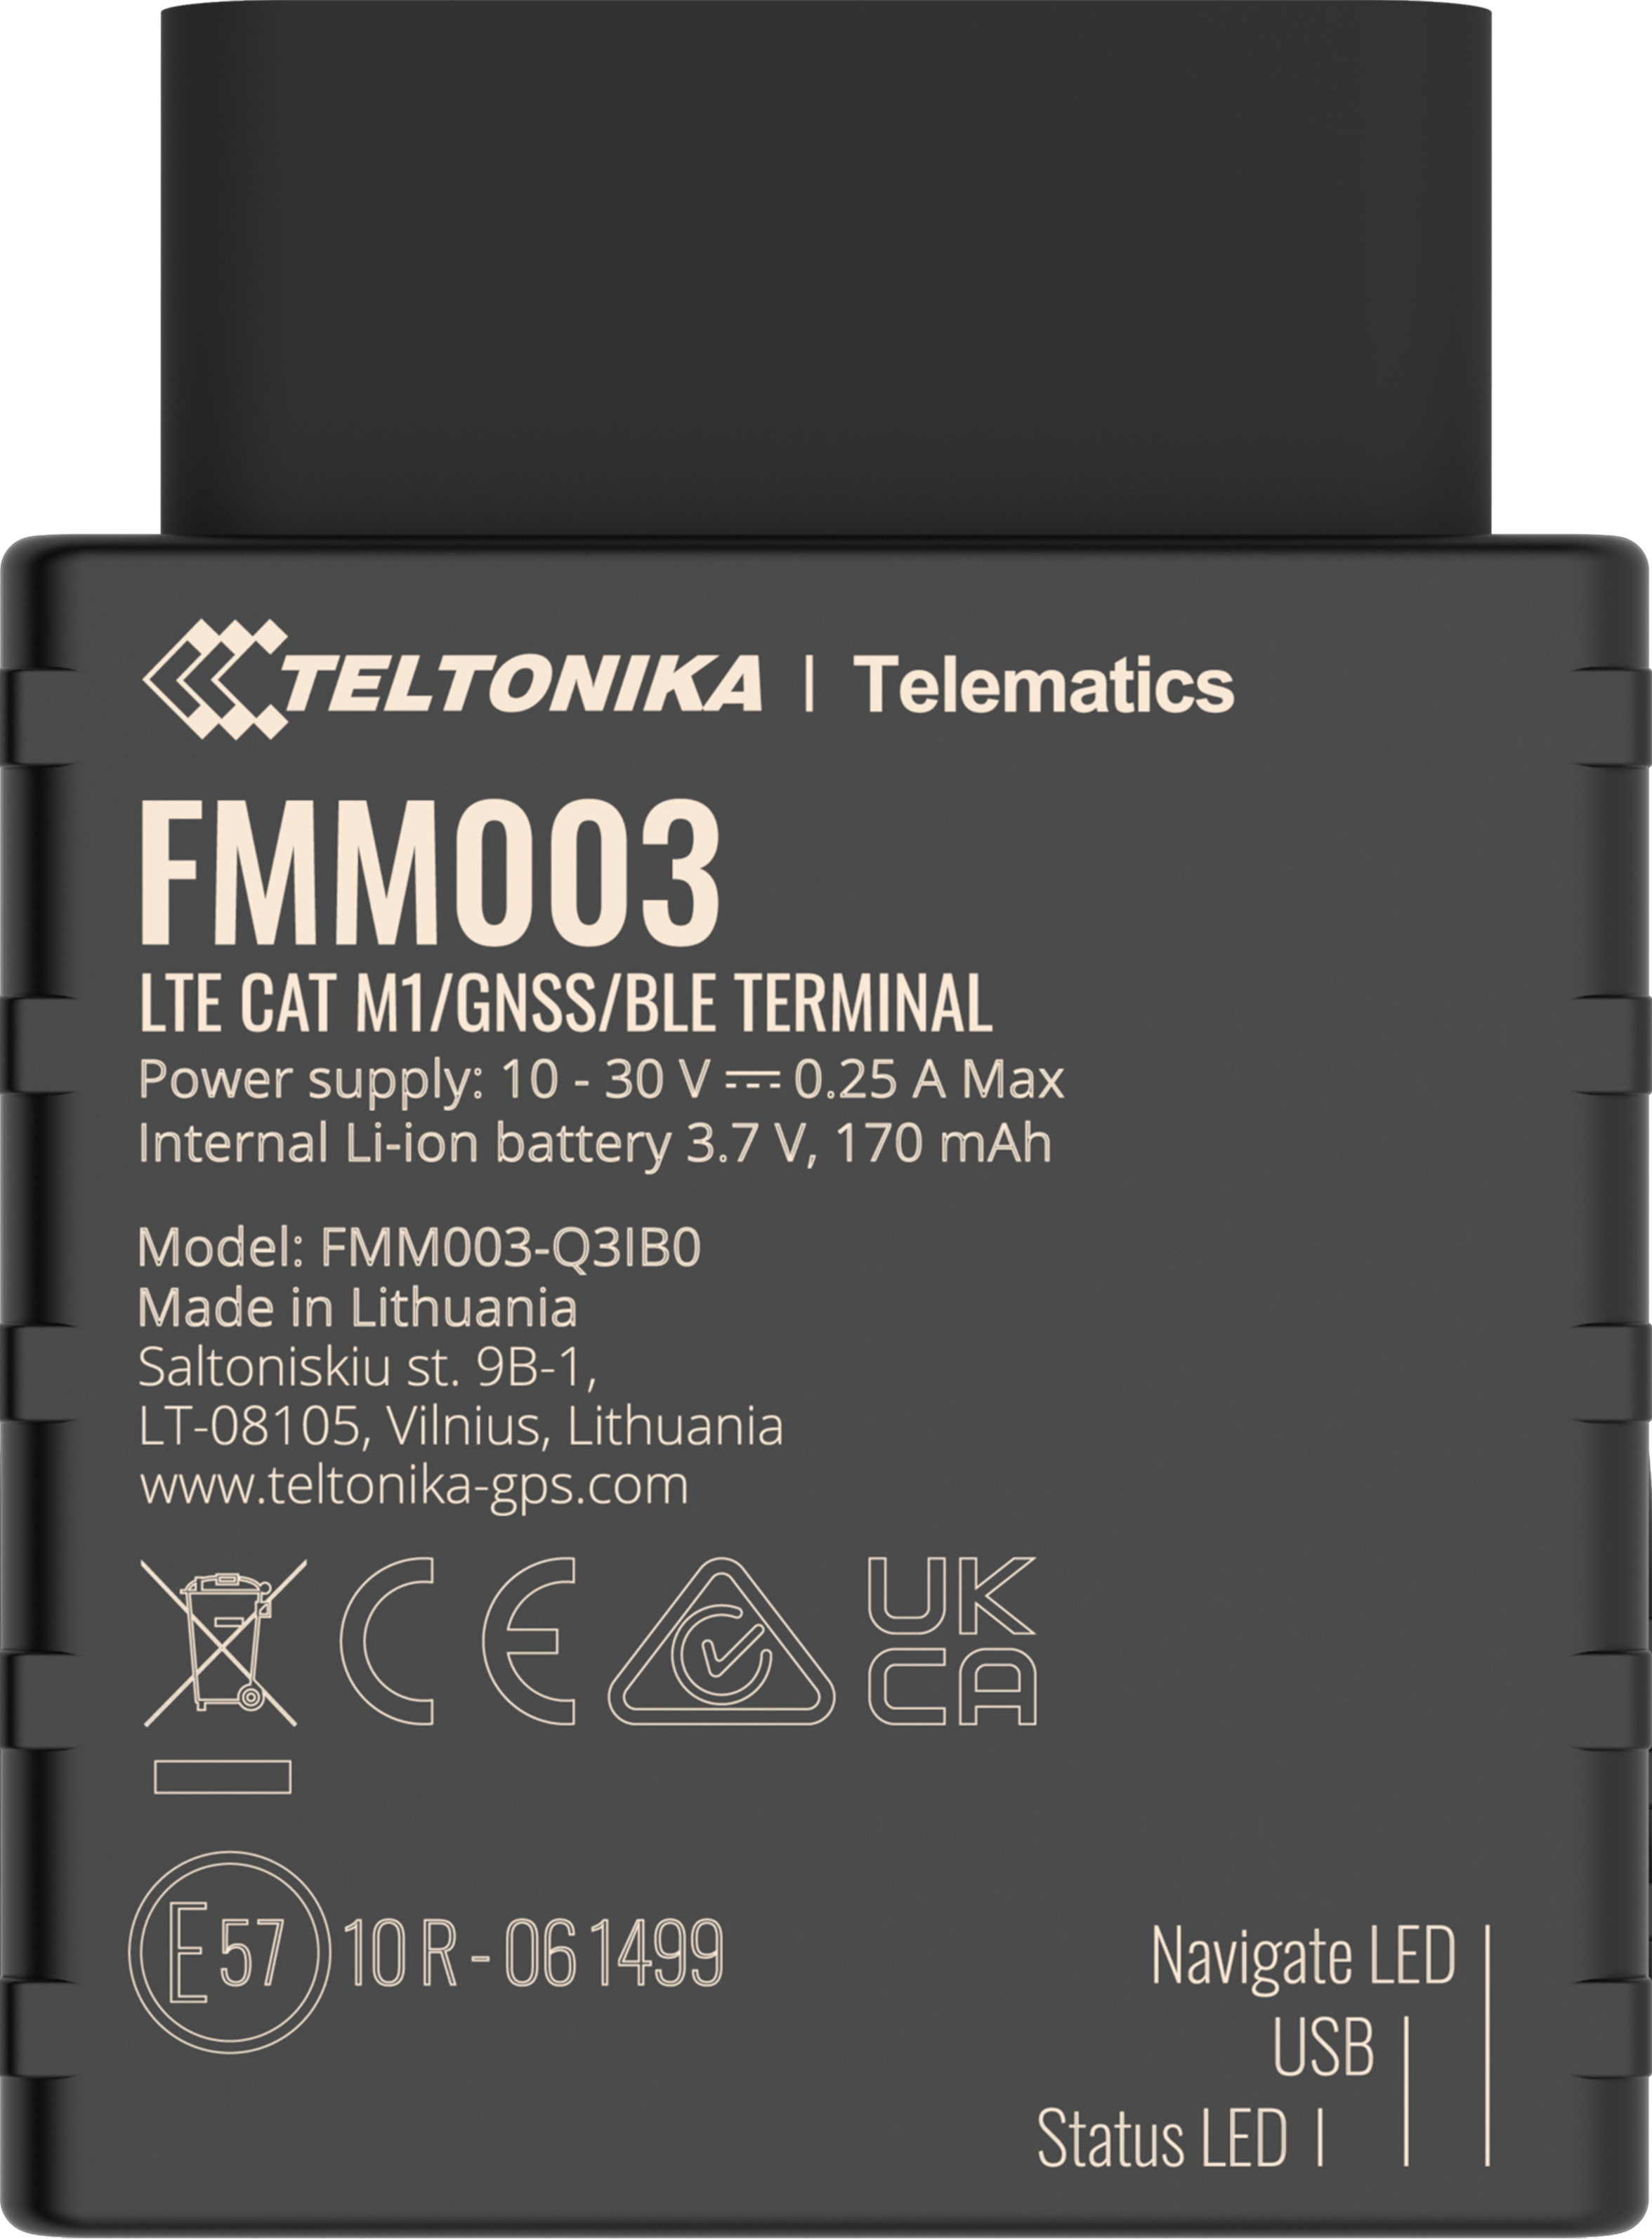 TELTONIKA | Telematics
FMM003
LTE CAT M1/GNSS/BLE TERMINAL
Power supply: 10 - 30 V ⎓ 0.25 A Max
Internal Li-ion battery 3.7 V, 170 mAh
Model: FMM003-Q3IB0
Made in Lithuania
Saltoniskiu st. 9B-1,
LT-08105, Vilnius, Lithuania
www.teltonika-gps.com
CE UK
CA
E57 10 R - 06 1499
Navigate LED
USB
Status LED